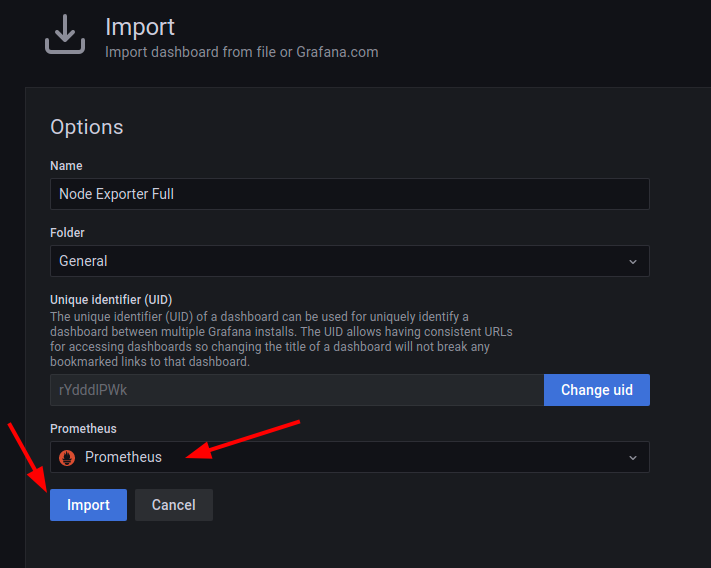 Import
Import dashboard from file or Grafana.com
Options
Name
Node Exporter Full
Folder
General
Unique identifier (UID)
The unique identifier (UID) of a dashboard can be used for uniquely identify a
dashboard between multiple Grafana installs. The UID allows having consistent URLs
for accessing dashboards so changing the title of a dashboard will not break any
bookmarked links to that dashboard.
rYdddlPWk Change uid
Prometheus
Prometheus
Import Cancel